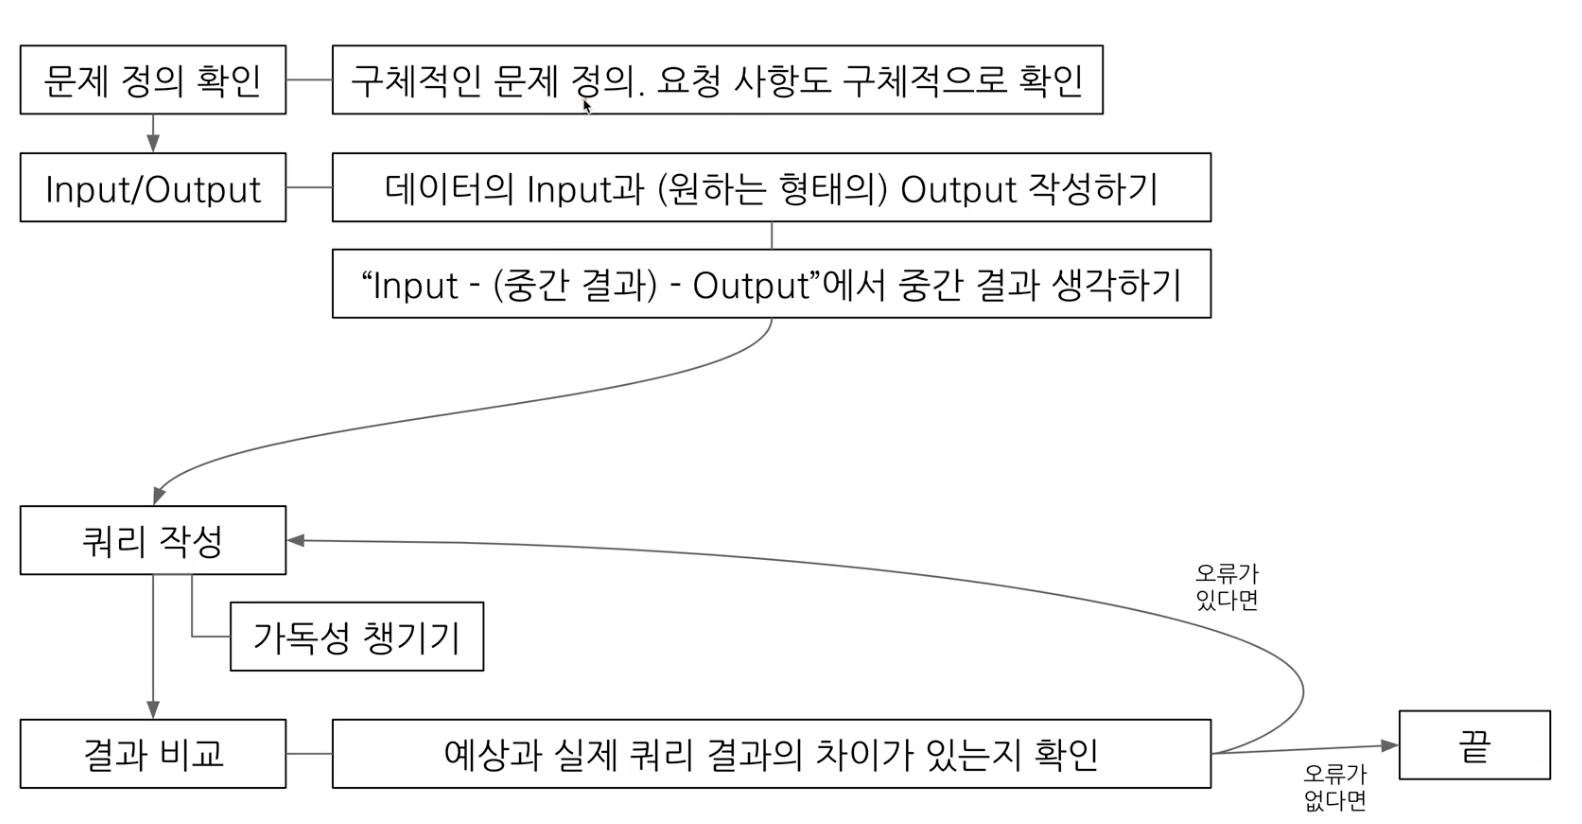 문제 정의 확인
구체적인 문제 정의. 요청 사항도 구체적으로 확인
Input/Output
데이터의 Input과 (원하는 형태의) Output 작성하기
“Input - (중간 결과) - Output”에서 중간 결과 생각하기
쿼리 작성
오류가
있다면
가독성 챙기기
결과 비교
예상과 실제 쿼리 결과의 차이가 있는지 확인
끝
오류가
없다면